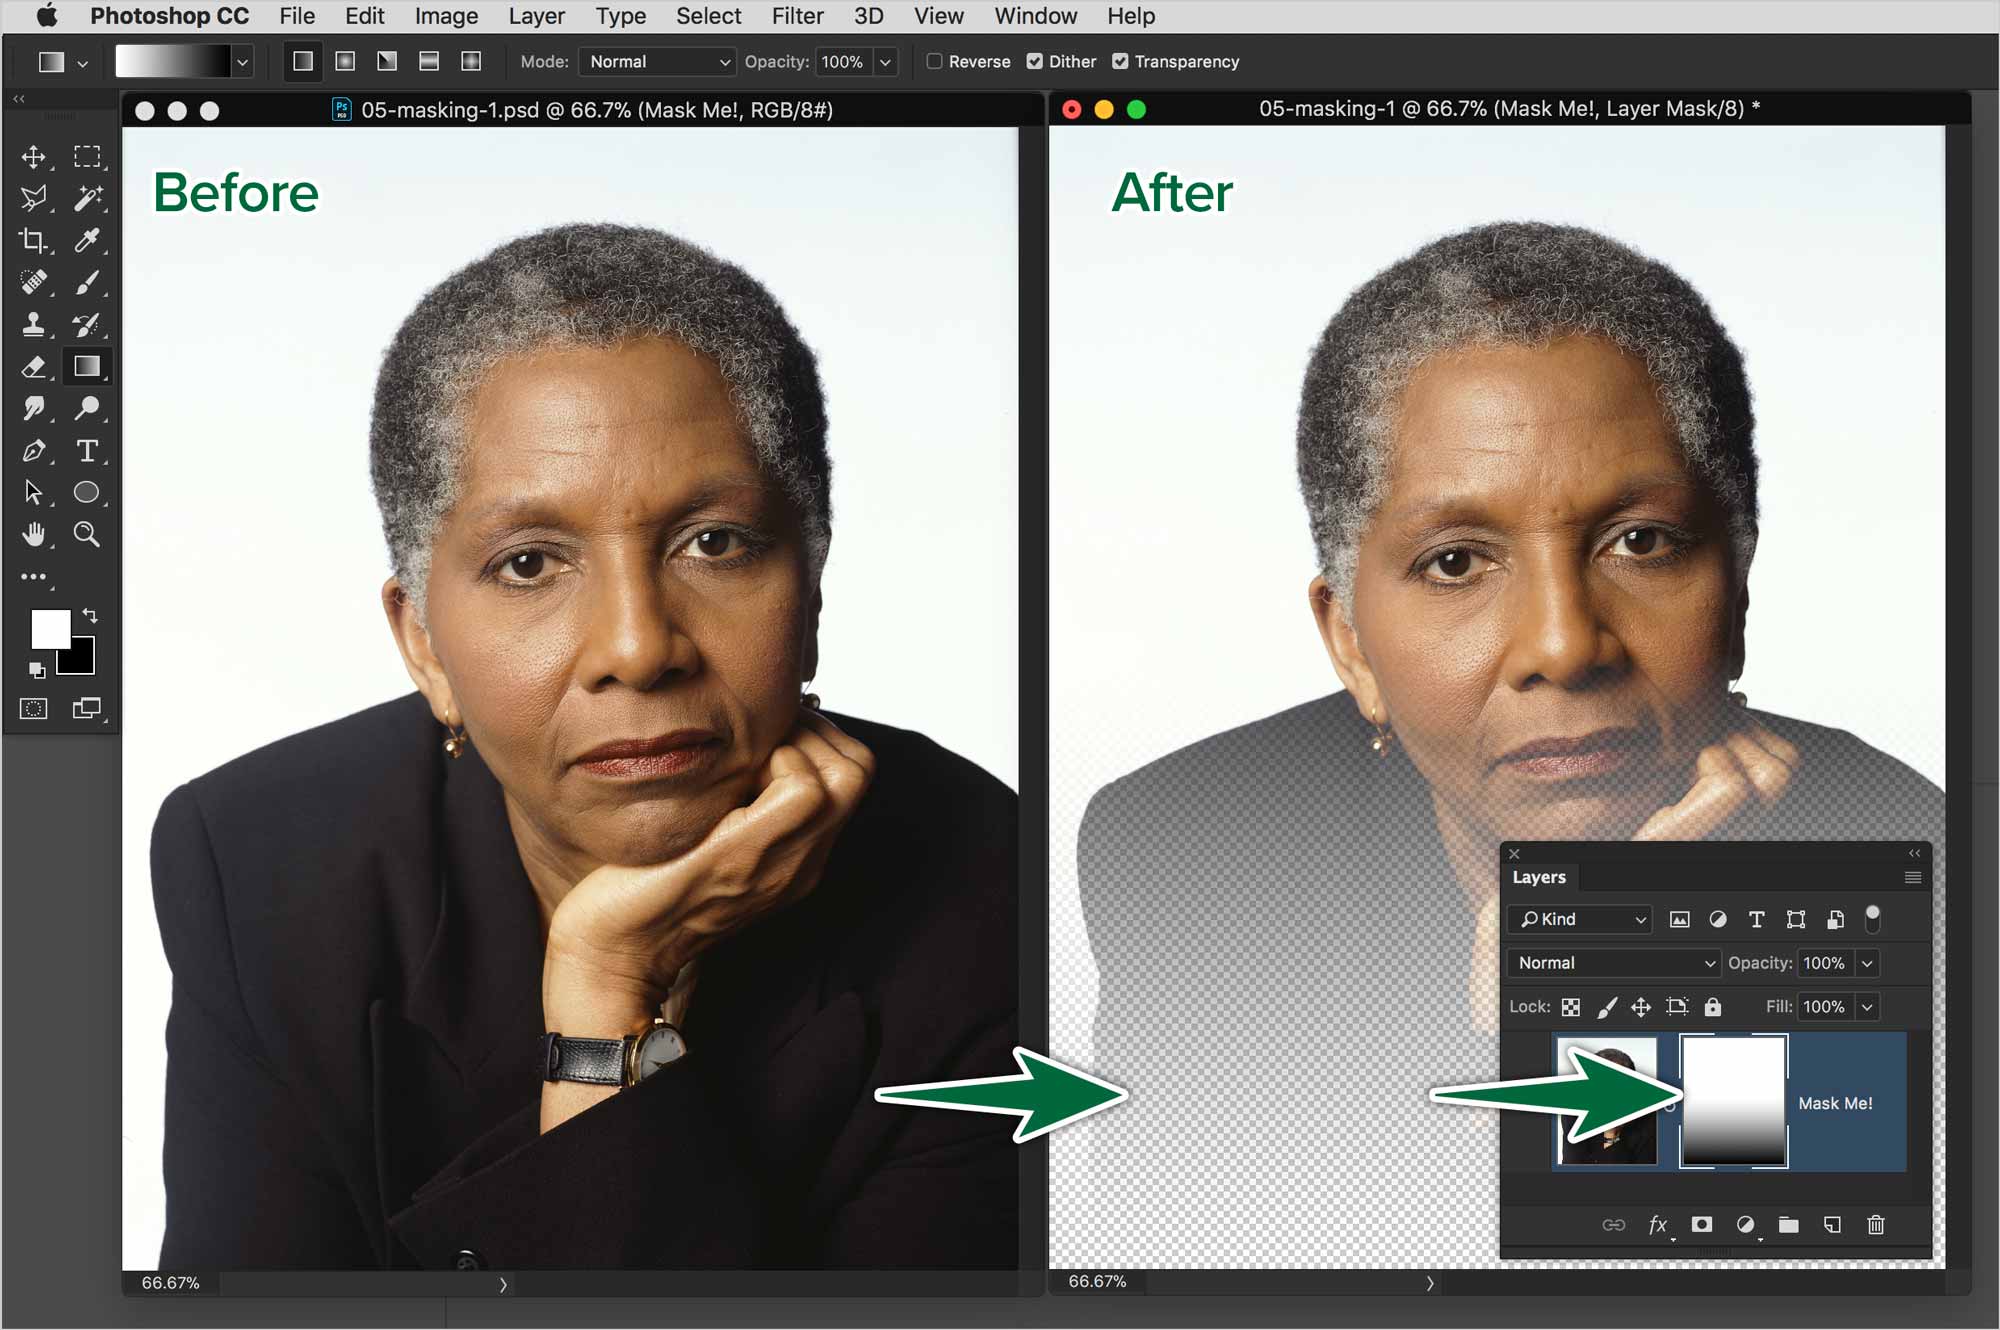 Photoshop CC File Edit Image Layer Type Select Filter 3D View Window Help
Mode: Normal Opacity: 100% Reverse Dither Transparency
05-masking-1.psd @ 66.7% (Mask Me!, RGB/8#)
05-masking-1 @ 66.7% (Mask Me!, Layer Mask/8) *
Before
After
Layers
Kind
Normal Opacity: 100%
Lock: Fill: 100%
Mask Me!
fx
66.67%
66.67%